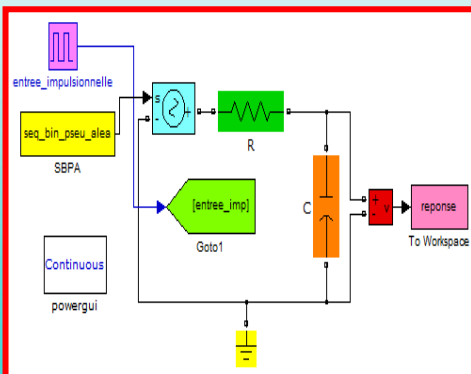 entree_impulsionnelle
seq_bin_pseu_alea
SBPA
s
+
-
R
[entree_imp]
Goto1
C
+
-
v
reponse
To Workspace
Continuous
powergui